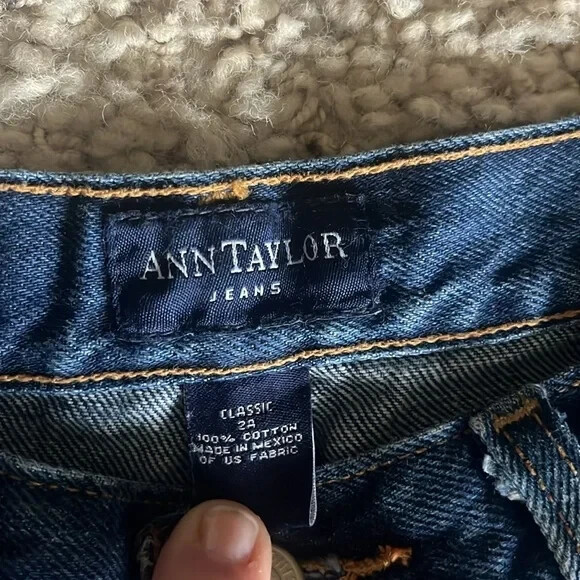 ANN TAYLOR
JEANS
CLASSIC
2A
100% COTTON
MADE IN MEXICO
OF US FABRIC